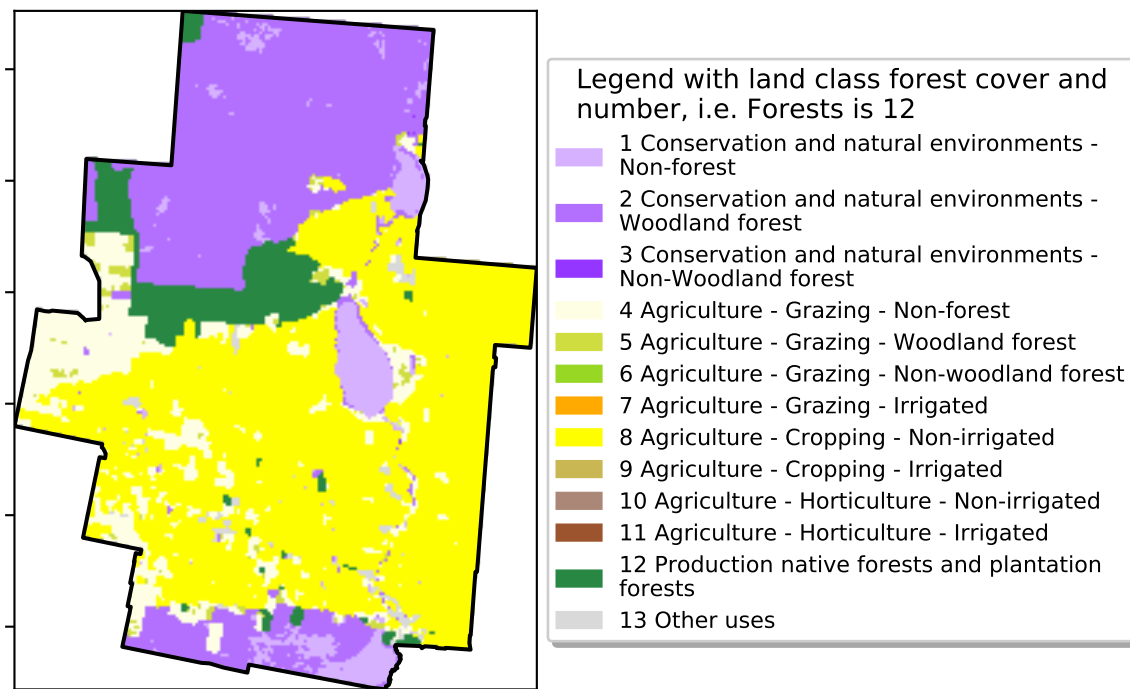 Legend with land class forest cover and
number, i.e. Forests is 12
1 Conservation and natural environments -
Non-forest
2 Conservation and natural environments -
Woodland forest
3 Conservation and natural environments -
Non-Woodland forest
4 Agriculture - Grazing - Non-forest
5 Agriculture - Grazing - Woodland forest
6 Agriculture - Grazing - Non-woodland forest
7 Agriculture - Grazing - Irrigated
8 Agriculture - Cropping - Non-irrigated
9 Agriculture - Cropping - Irrigated
10 Agriculture - Horticulture - Non-irrigated
11 Agriculture - Horticulture - Irrigated
12 Production native forests and plantation
forests
13 Other uses